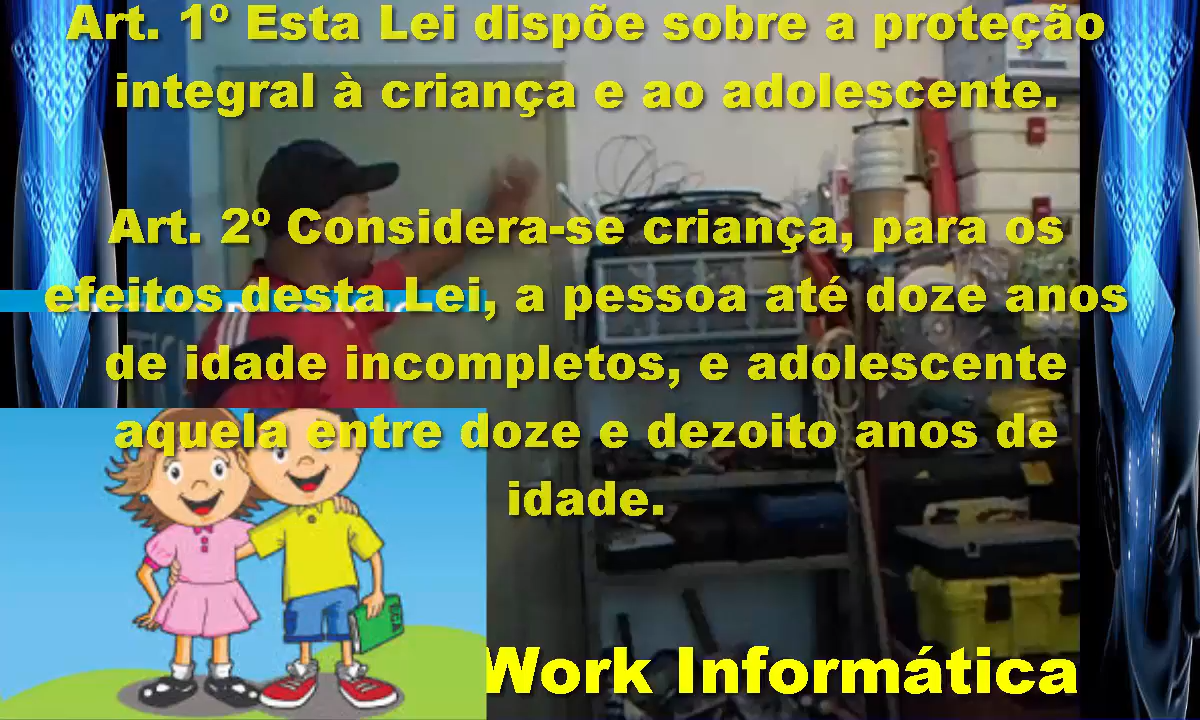 Art. 1º Esta Lei dispõe sobre a proteção
integral à criança e ao adolescente.
Art. 2º Considera-se criança, para os
efeitos desta Lei, a pessoa até doze anos
de idade incompletos, e adolescente
aquela entre doze e dezoito anos de
idade.
ECA
Work Informática